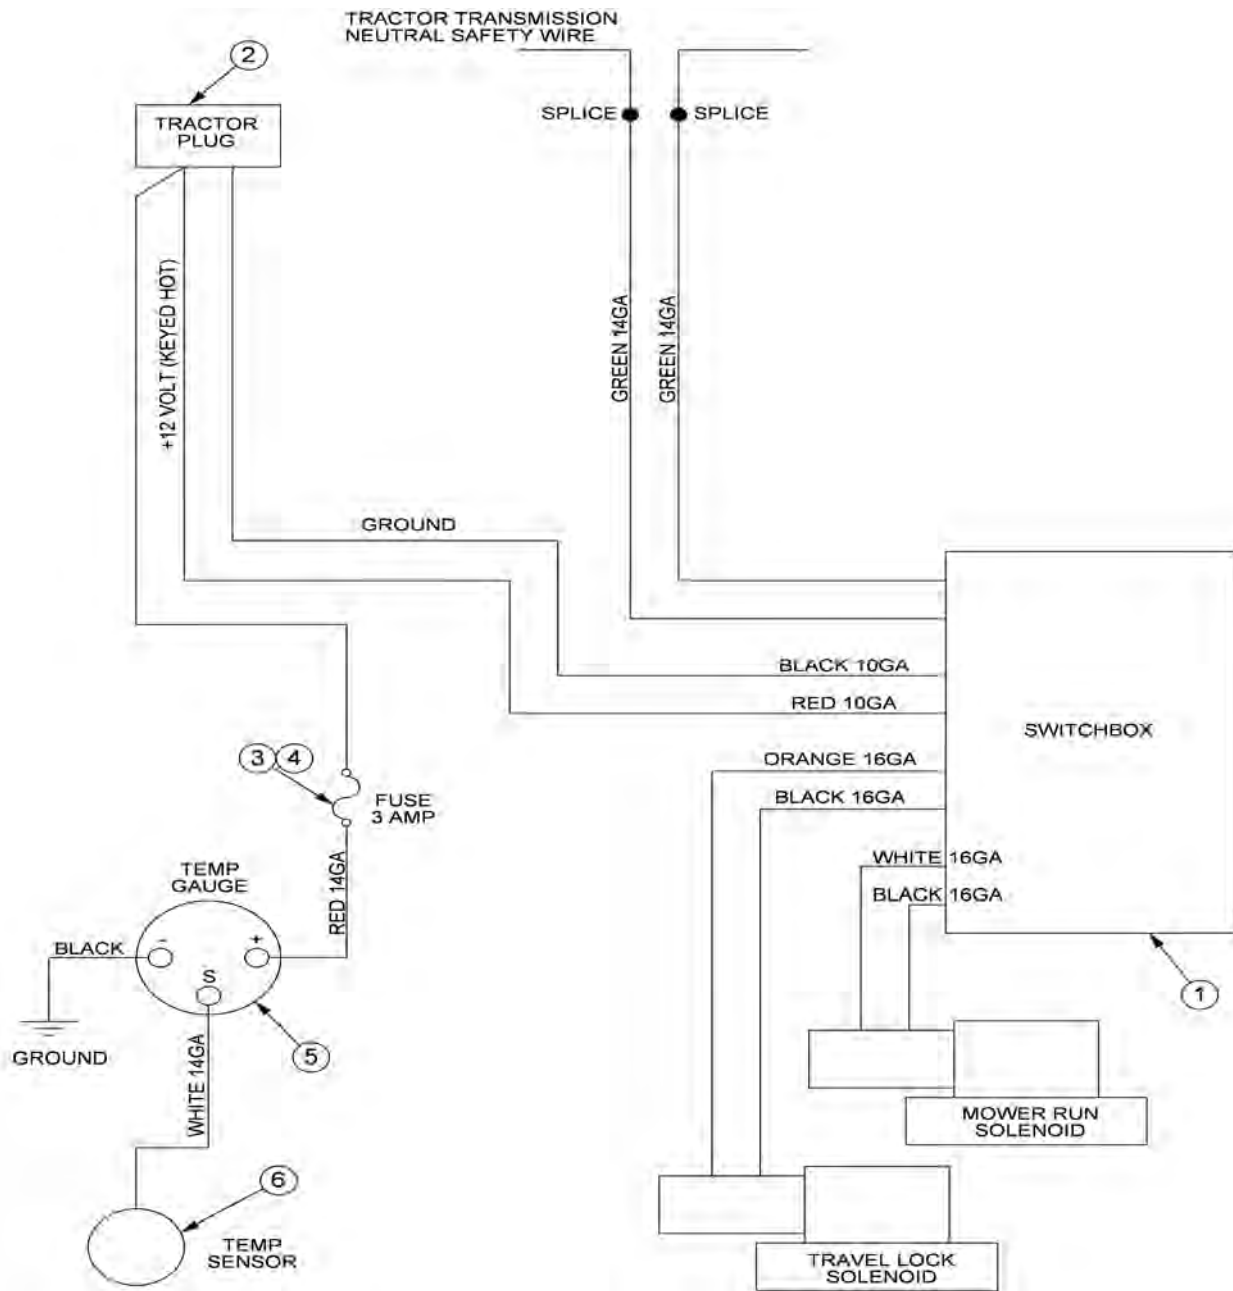 TRACTOR TRANSMISSION
NEUTRAL SAFETY WIRE
2
TRACTOR
PLUG
SPLICE
SPLICE
+12 VOLT (KEYED HOT)
GREEN 14GA
GREEN 14GA
GROUND
BLACK 10GA
RED 10GA
SWITCHBOX
ORANGE 16GA
BLACK 16GA
WHITE 16GA
BLACK 16GA
3
4
FUSE
3 AMP
RED 14GA
TEMP
GAUGE
BLACK
-
+
S
GROUND
5
1
WHITE 14GA
MOWER RUN
SOLENOID
6
TEMP
SENSOR
TRAVEL LOCK
SOLENOID